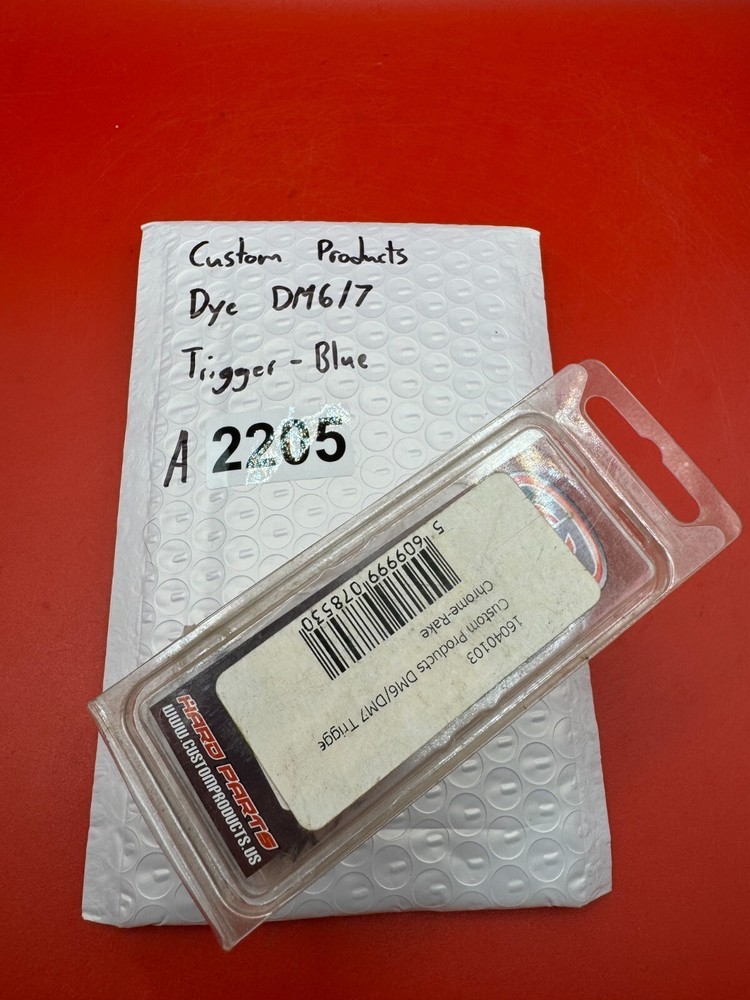 Custom Products
Dye DM6/7
Trigger - Blue
A 2205
16040103
Custom Products DM6/DM7 Trigge
Chrome-Rake
5 609999 078530
HARD PARTS
WWW.CUSTOMPRODUCTS.US